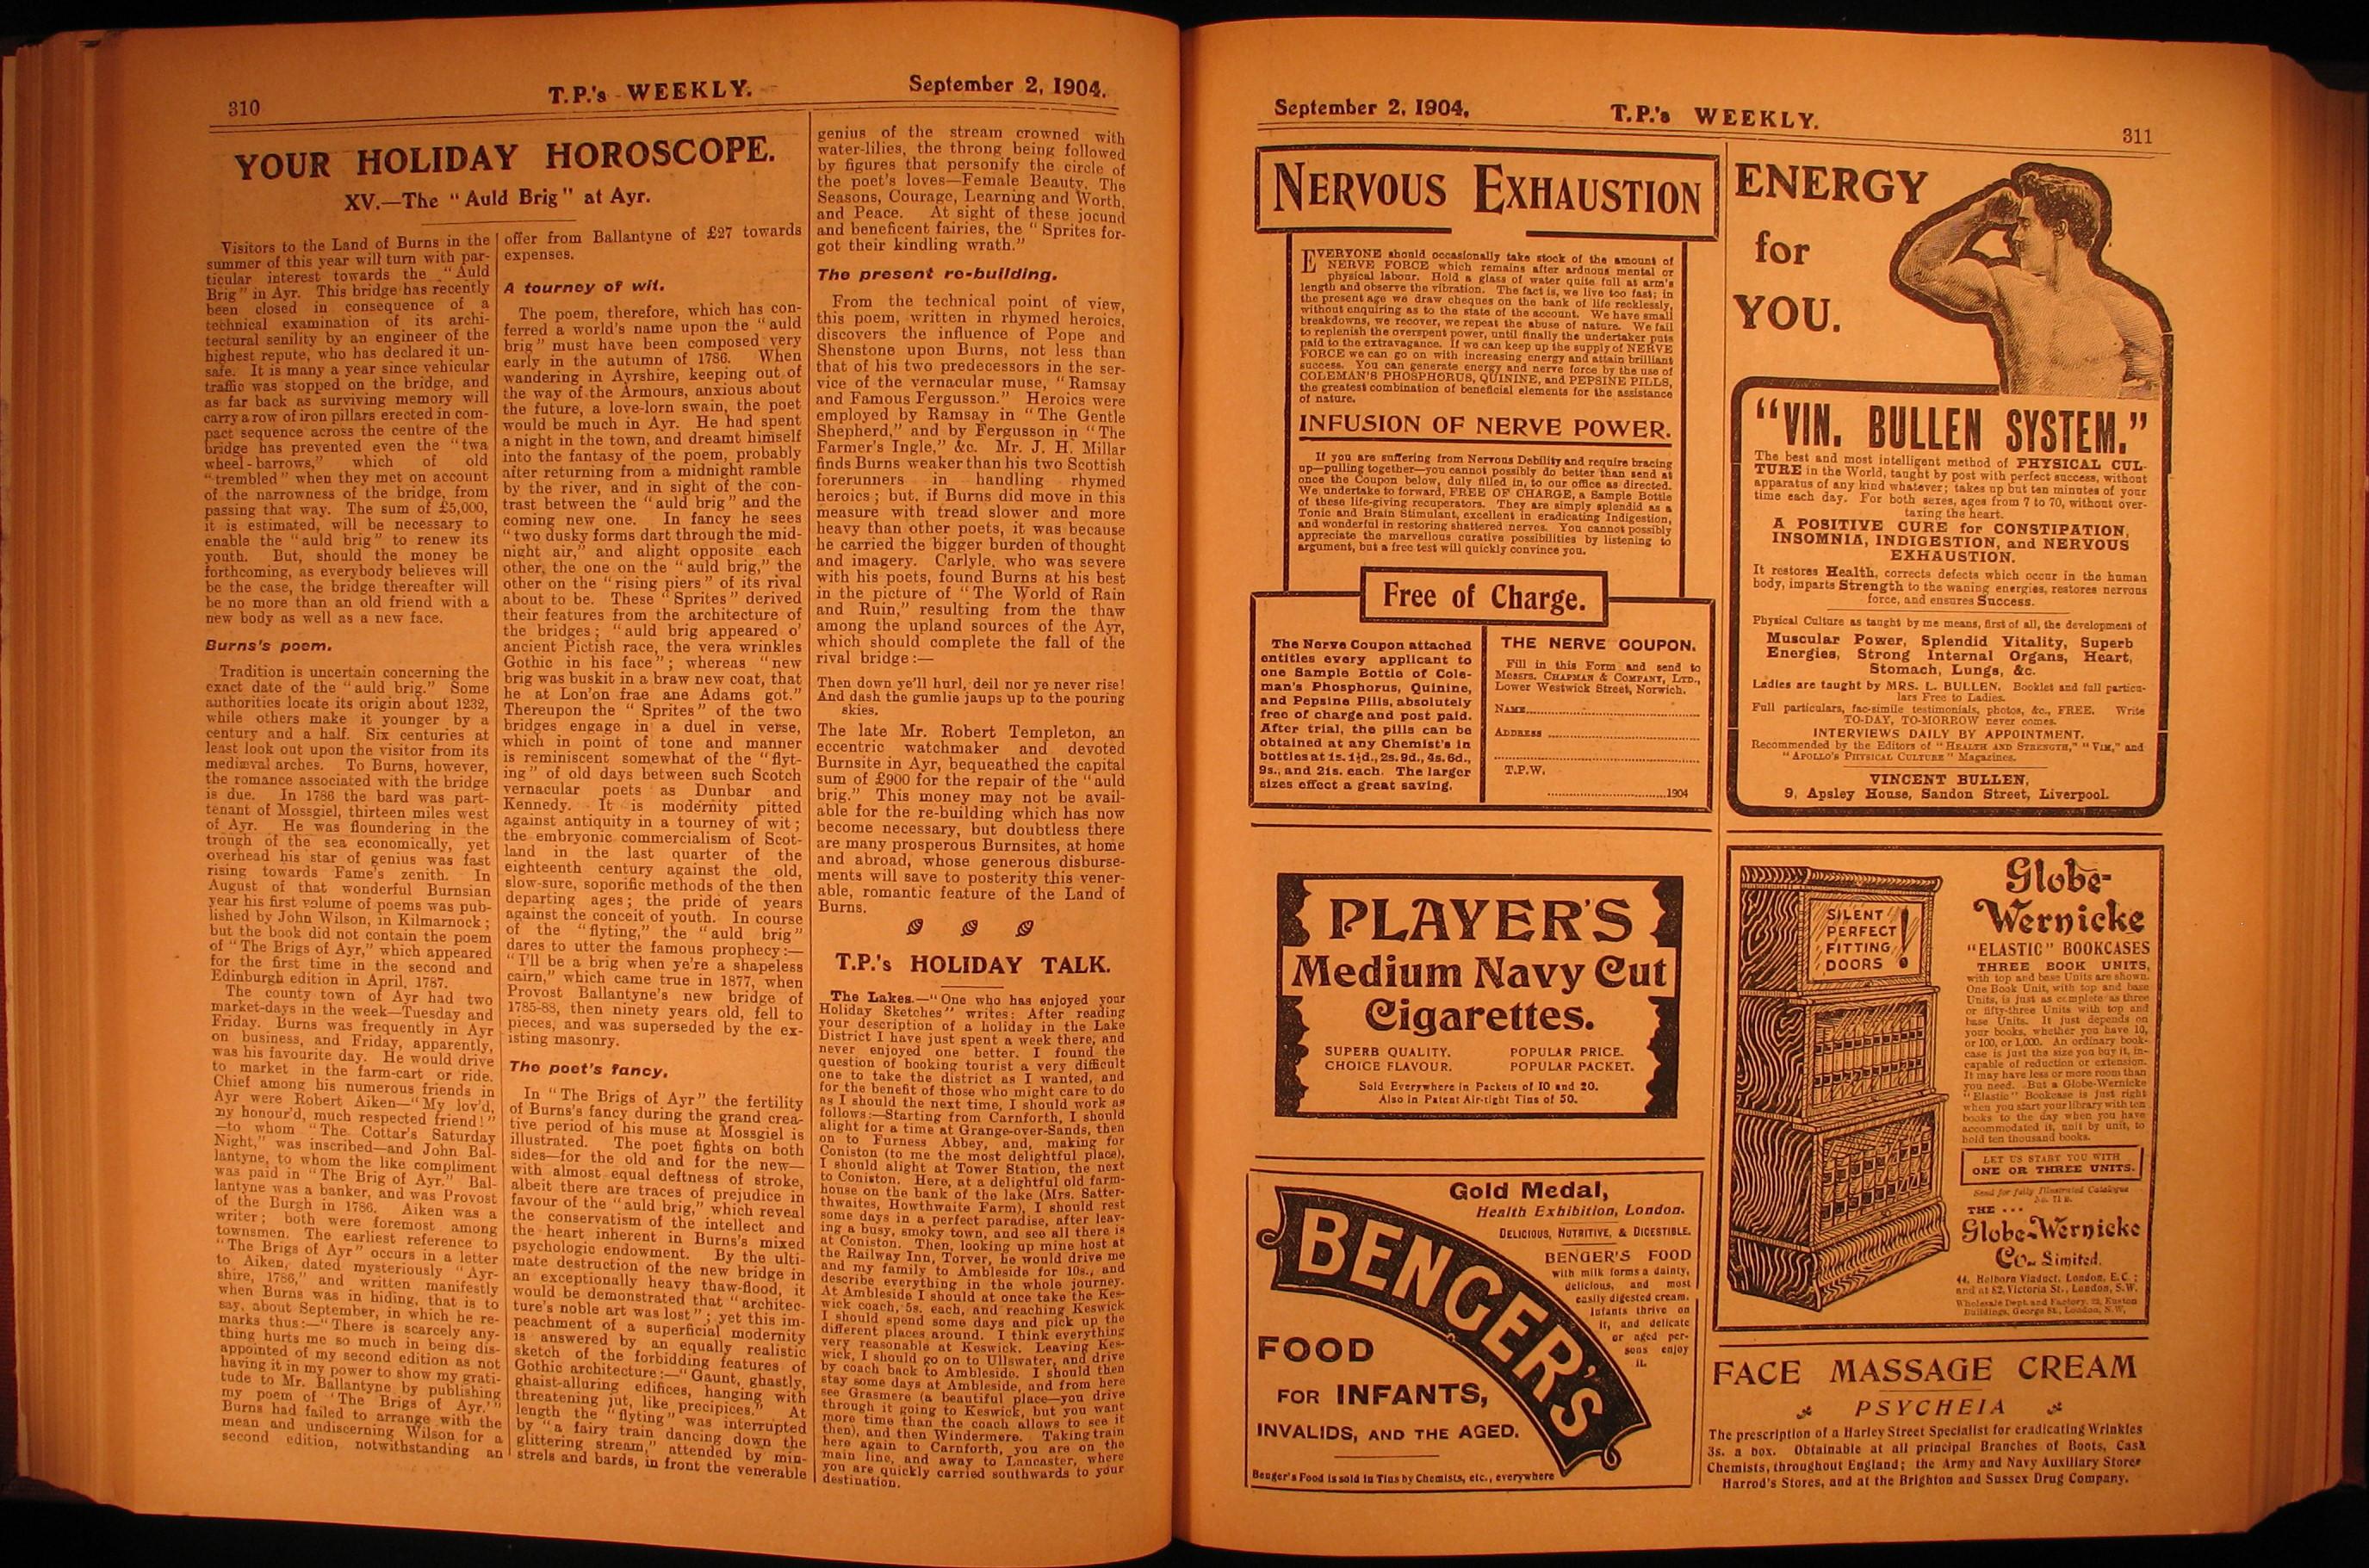 310
T.P.'s WEEKLY.
September 2, 1904.
YOUR HOLIDAY HOROSCOPE.
XV.—The "Auld Brig" at Ayr.
Visitors to the Land of Burns in the
summer of this year will turn with par-
ticular interest towards the "Auld
Brig" in Ayr. This bridge has recently
been closed in consequence of a
technical examination of its archi-
tectural senility by an engineer of the
highest repute, who has declared it un-
safe. It is many a year since vehicular
traffic was stopped on the bridge, and
as far back as surviving memory will
carry a row of iron pillars erected in com-
pact sequence across the centre of the
bridge has prevented even the "twa
wheel-barrows," which of old
"trembled" when they met on account
of the narrowness of the bridge, from
passing that way. The sum of £5,000,
it is estimated, will be necessary to
enable the "auld brig" to renew its
youth. But, should the money be
forthcoming, as everybody believes will
be the case, the bridge thereafter will
be no more than an old friend with a
new body as well as a new face.
Burns's poem.
Tradition is uncertain concerning the
exact date of the "auld brig." Some
authorities locate its origin about 1232,
while others make it younger by a
century and a half. Six centuries at
least look out upon the visitor from its
mediæval arches. To Burns, however,
the romance associated with the bridge
is due. In 1786 the bard was part-
tenant of Mossgiel, thirteen miles west
of Ayr. He was floundering in the
trough of the sea economically, yet
overhead his star of genius was fast
rising towards Fame's zenith. In
August of that wonderful Burnsian
year his first volume of poems was pub-
lished by John Wilson, in Kilmarnock;
but the book did not contain the poem
of "The Brigs of Ayr," which appeared
for the first time in the second and
Edinburgh edition in April, 1787.
The county town of Ayr had two
market-days in the week—Tuesday and
Friday. Burns was frequently in Ayr
on business, and Friday, apparently,
was his favourite day. He would drive
to market in the farm-cart or ride.
Chief among his numerous friends in
Ayr were Robert Aiken—"My lov'd,
my honour'd, much respected friend!"
—to whom "The Cottar's Saturday
Night," was inscribed—and John Bal-
lantyne, to whom the like compliment
was paid in "The Brig of Ayr." Bal-
lantyne was a banker, and was Provost
of the Burgh in 1786. Aiken was a
writer; both were foremost among
townsmen. The earliest reference to
"The Brigs of Ayr" occurs in a letter
to Aiken, dated mysteriously "Ayr-
shire, 1786," and written manifestly
when Burns was in hiding, that is to
say, about September, in which he re-
marks thus:—"There is scarcely any-
thing hurts me so much in being dis-
appointed of my second edition as not
having it in my power to show my grati-
tude to Mr. Ballantyne by publishing
my poem of 'The Brigs of Ayr.'"
Burns had failed to arrange with the
mean and undiscerning Wilson for a
second edition, notwithstanding an
offer from Ballantyne of £27 towards
expenses.
A tourney of wit.
The poem, therefore, which has con-
ferred a world's name upon the "auld
brig" must have been composed very
early in the autumn of 1786. When
wandering in Ayrshire, keeping out of
the way of the Armours, anxious about
the future, a love-lorn swain, the poet
would be much in Ayr. He had spent
a night in the town, and dreamt himself
into the fantasy of the poem, probably
after returning from a midnight ramble
by the river, and in sight of the con-
trast between the "auld brig" and the
coming new one. In fancy he sees
"two dusky forms dart through the mid-
night air," and alight opposite each
other, the one on the "auld brig," the
other on the "rising piers" of its rival
about to be. These "Sprites" derived
their features from the architecture of
the bridges; "auld brig appeared o'
ancient Pictish race, the vera wrinkles
Gothic in his face"; whereas "new
brig was buskit in a braw new coat, that
he at Lon'on frae ane Adams got."
Thereupon the "Sprites" of the two
bridges engage in a duel in verse,
which in point of tone and manner
is reminiscent somewhat of the "flyt-
ing" of old days between such Scotch
vernacular poets as Dunbar and
Kennedy. It is modernity pitted
against antiquity in a tourney of wit;
the embryonic commercialism of Scot-
land in the last quarter of the
eighteenth century against the old,
slow-sure, soporific methods of the then
departing ages; the pride of years
against the conceit of youth. In course
of the "flyting," the "auld brig"
dares to utter the famous prophecy:—
"I'll be a brig when ye're a shapeless
cairn," which came true in 1877, when
Provost Ballantyne's new bridge of
1785-88, then ninety years old, fell to
pieces, and was superseded by the ex-
isting masonry.
The poet's fancy.
In "The Brigs of Ayr" the fertility
of Burns's fancy during the grand crea-
tive period of his muse at Mossgiel is
illustrated. The poet fights on both
sides—for the old and for the new—
with almost equal deftness of stroke,
albeit there are traces of prejudice in
favour of the "auld brig," which reveal
the conservatism of the intellect and
the heart inherent in Burns's mixed
psychologic endowment. By the ulti-
mate destruction of the new bridge in
an exceptionally heavy thaw-flood, it
would be demonstrated that "architec-
ture's noble art was lost"; yet this im-
peachment of a superficial modernity
is answered by an equally realistic
sketch of the forbidding features of
Gothic architecture:—"Gaunt, ghastly,
ghaist-alluring edifices, hanging with
threatening jut, like precipices." At
length the "flyting" was interrupted
by "a fairy train dancing down the
glittering stream," attended by min-
strels and bards, in front the venerable
genius of the stream crowned with
water-lilies, the throng being followed
by figures that personify the circle of
the poet's loves—Female Beauty, The
Seasons, Courage, Learning and Worth,
and Peace. At sight of these jocund
and beneficent fairies, the "Sprites for-
got their kindling wrath."
The present re-building.
From the technical point of view,
this poem, written in rhymed heroics,
discovers the influence of Pope and
Shenstone upon Burns, not less than
that of his two predecessors in the ser-
vice of the vernacular muse, "Ramsay
and Famous Fergusson." Heroics were
employed by Ramsay in "The Gentle
Shepherd," and by Fergusson in "The
Farmer's Ingle," &c. Mr. J. H. Millar
finds Burns weaker than his two Scottish
forerunners in handling rhymed
heroics; but, if Burns did move in this
measure with tread slower and more
heavy than other poets, it was because
he carried the bigger burden of thought
and imagery. Carlyle, who was severe
with his poets, found Burns at his best
in the picture of "The World of Rain
and Ruin," resulting from the thaw
among the upland sources of the Ayr,
which should complete the fall of the
rival bridge:—
Then down ye'll hurl, deil nor ye never rise!
And dash the gumlie jaups up to the pouring
skies.
The late Mr. Robert Templeton, an
eccentric watchmaker and devoted
Burnsite in Ayr, bequeathed the capital
sum of £900 for the repair of the "auld
brig." This money may not be avail-
able for the re-building which has now
become necessary, but doubtless there
are many prosperous Burnsites, at home
and abroad, whose generous disburse-
ments will save to posterity this vener-
able, romantic feature of the Land of
Burns.
T.P.'s HOLIDAY TALK.
The Lakes.—"One who has enjoyed your
Holiday Sketches" writes: After reading
your description of a holiday in the Lake
District I have just spent a week there, and
never enjoyed one better. I found the
question of booking tourist a very difficult
one to take the district as I wanted, and
for the benefit of those who might care to do
as I should the next time, I should work as
follows:—Starting from Carnforth, I should
alight for a time at Grange-over-Sands, then
on to Furness Abbey, and, making for
Coniston (to me the most delightful place),
I should alight at Tower Station, the next
to Coniston. Here, at a delightful old farm-
house on the bank of the lake (Mrs. Satter-
thwaites, Howthwaite Farm), I should rest
some days in a perfect paradise, after leav-
ing a busy, smoky town, and see all there is
at Coniston. Then, looking up mine host at
the Railway Inn, Torver, he would drive me
and my family to Ambleside for 10s., and
describe everything in the whole journey.
At Ambleside I should at once take the Kes-
wick coach, 5s. each, and reaching Keswick
I should spend some days and pick up the
different places around. I think everything
very reasonable at Keswick. Leaving Kes-
wick, I should go on to Ullswater, and drive
by coach back to Ambleside. I should then
stay some days at Ambleside, and from here
see Grasmere (a beautiful place—you drive
through it going to Keswick, but you want
more time than the coach allows to see it
then), and then Windermere. Taking train
here again to Carnforth, you are on the
main line, and away to Lancaster, where
you are quickly carried southwards to your
destination.
September 2, 1904.
T.P.'s WEEKLY.
311
NERVOUS EXHAUSTION
EVERYONE should occasionally take stock of the amount of
NERVE FORCE which remains after arduous mental or
physical labour. Hold a glass of water quite full at arm's
length and observe the vibration. The fact is, we live too fast; in
the present age we draw cheques on the bank of life recklessly,
without enquiring as to the state of the account. We have small
breakdowns, we recover, we repeat the abuse of nature. We fail
to replenish the overspent power, until finally the undertaker puts
paid to the extravagance. If we can keep up the supply of NERVE
FORCE we can go on with increasing energy and attain brilliant
success. You can generate energy and nerve force by the use of
COLEMAN'S PHOSPHORUS, QUININE, and PEPSINE PILLS,
the greatest combination of beneficial elements for the assistance
of nature.
INFUSION OF NERVE POWER.
If you are suffering from Nervous Debility and require bracing
up—pulling together—you cannot possibly do better than send at
once the Coupon below, duly filled in, to our office as directed.
We undertake to forward, FREE OF CHARGE, a Sample Bottle
of these life-giving recuperators. They are simply splendid as a
Tonic and Brain Stimulant, excellent in eradicating Indigestion,
and wonderful in restoring shattered nerves. You cannot possibly
appreciate the marvellous curative possibilities by listening to
argument, but a free test will quickly convince you.
Free of Charge.
The Nerve Coupon attached
entitles every applicant to
one Sample Bottle of Cole-
man's Phosphorus, Quinine,
and Pepsine Pills, absolutely
free of charge and post paid.
After trial, the pills can be
obtained at any Chemist's in
bottles at 1s. 1½d., 2s. 9d., 4s. 6d.,
9s., and 21s. each. The larger
sizes effect a great saving.
THE NERVE COUPON.
Fill in this Form and send to
Messrs. CHAPMAN & COMPANY, LTD.,
Lower Westwick Street, Norwich.
NAME
ADDRESS
T.P.W.
1904
PLAYER'S
Medium Navy Cut
Cigarettes.
SUPERB QUALITY. POPULAR PRICE.
CHOICE FLAVOUR. POPULAR PACKET.
Sold Everywhere in Packets of 10 and 20.
Also in Patent Air-tight Tins of 50.
Gold Medal,
Health Exhibition, London.
DELICIOUS, NUTRITIVE, & DIGESTIBLE.
BENGER'S FOOD
with milk forms a dainty,
delicious, and most
easily digested cream.
Infants thrive on
it, and delicate
or aged per-
sons enjoy
it.
BENGER'S
FOOD
FOR INFANTS,
INVALIDS, AND THE AGED.
Benger's Food is sold in Tins by Chemists, etc., everywhere
ENERGY
for
YOU.
"VIN. BULLEN SYSTEM."
The best and most intelligent method of PHYSICAL CUL-
TURE in the World, taught by post with perfect success, without
apparatus of any kind whatever; takes up but ten minutes of your
time each day. For both sexes, ages from 7 to 70, without over-
taxing the heart.
A POSITIVE CURE for CONSTIPATION,
INSOMNIA, INDIGESTION, and NERVOUS
EXHAUSTION.
It restores Health, corrects defects which occur in the human
body, imparts Strength to the waning energies, restores nervous
force, and ensures Success.
Physical Culture as taught by me means, first of all, the development of
Muscular Power, Splendid Vitality, Superb
Energies, Strong Internal Organs, Heart,
Stomach, Lungs, &c.
Ladies are taught by MRS. L. BULLEN. Booklet and full particu-
lars Free to Ladies.
Full particulars, fac-simile testimonials, photos, &c., FREE. Write
TO-DAY, TO-MORROW never comes.
INTERVIEWS DAILY BY APPOINTMENT.
Recommended by the Editors of "HEALTH AND STRENGTH," "VIM," and
"APOLLO'S PHYSICAL CULTURE" Magazines.
VINCENT BULLEN,
9, Apsley House, Sandon Street, Liverpool.
SILENT
PERFECT
FITTING
DOORS !
Globe-
Wernicke
"ELASTIC" BOOKCASES
THREE BOOK UNITS,
with top and base Units are shown.
One Book Unit, with top and base
Units, is just as complete as three
or fifty-three Units with top and
base Units. It just depends on
your books, whether you have 10,
or 100, or 1,000. An ordinary book-
case is just the size you buy it, in-
capable of reduction or extension.
It may have less or more room than
you need. But a Globe-Wernicke
"Elastic" Bookcase is just right
when you start your library with ten
books to the day when you have
accommodated it, unit by unit, to
hold ten thousand books.
LET US START YOU WITH
ONE OR THREE UNITS.
Send for fully Illustrated Catalogue
THE ...
Globe-Wernicke
Co. Limited.
44, Holborn Viaduct, London, E.C.;
and at 82, Victoria St., London, S.W.
Wholesale Dept. and Factory, Euston
Buildings, George St., London, N.W.
FACE MASSAGE CREAM
PSYCHEIA
The prescription of a Harley Street Specialist for eradicating Wrinkles
3s. a box. Obtainable at all principal Branches of Boots, Cash
Chemists, throughout England; the Army and Navy Auxiliary Stores
Harrod's Stores, and at the Brighton and Sussex Drug Company.